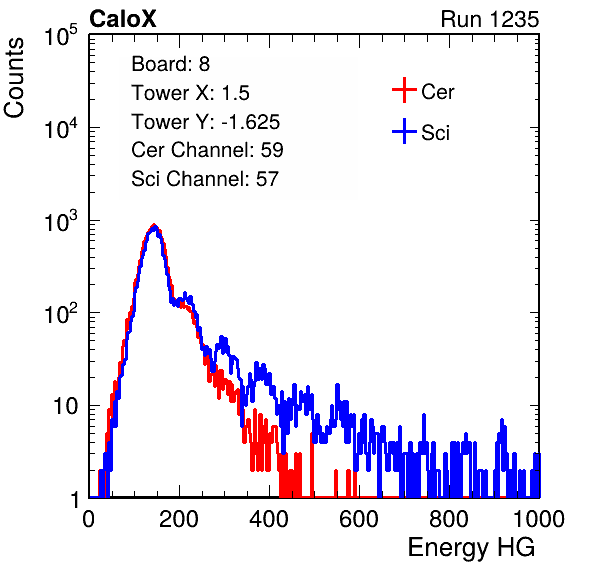 CaloX Run 1235
Counts
10^5
10^4
10^3
10^2
10
1
Board: 8
Tower X: 1.5
Tower Y: -1.625
Cer Channel: 59
Sci Channel: 57
Cer
Sci
0 200 400 600 800 1000
Energy HG